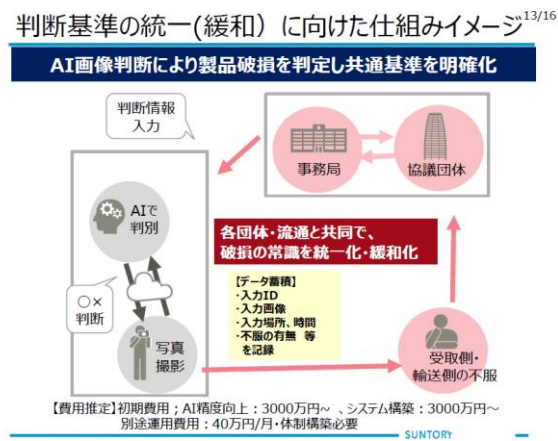 判断基準の統一(緩和）に向けた仕組みイメージ
13/16
AI画像判断により製品破損を判定し共通基準を明確化
判断情報
入力
事務局
協議団体
AIで
判別
各団体・流通と共同で、
破損の常識を統一化・緩和化
【データ蓄積】
・入力ID
・入力画像
・入力場所、時間
・不服の有無 等
を記録
○×
判断
写真
撮影
受取側・
輸送側の不服
【費用推定】初期費用；AI精度向上：3000万円~ 、システム構築：3000万円～
別途運用費用：40万円/月・体制構築必要
SUNTORY